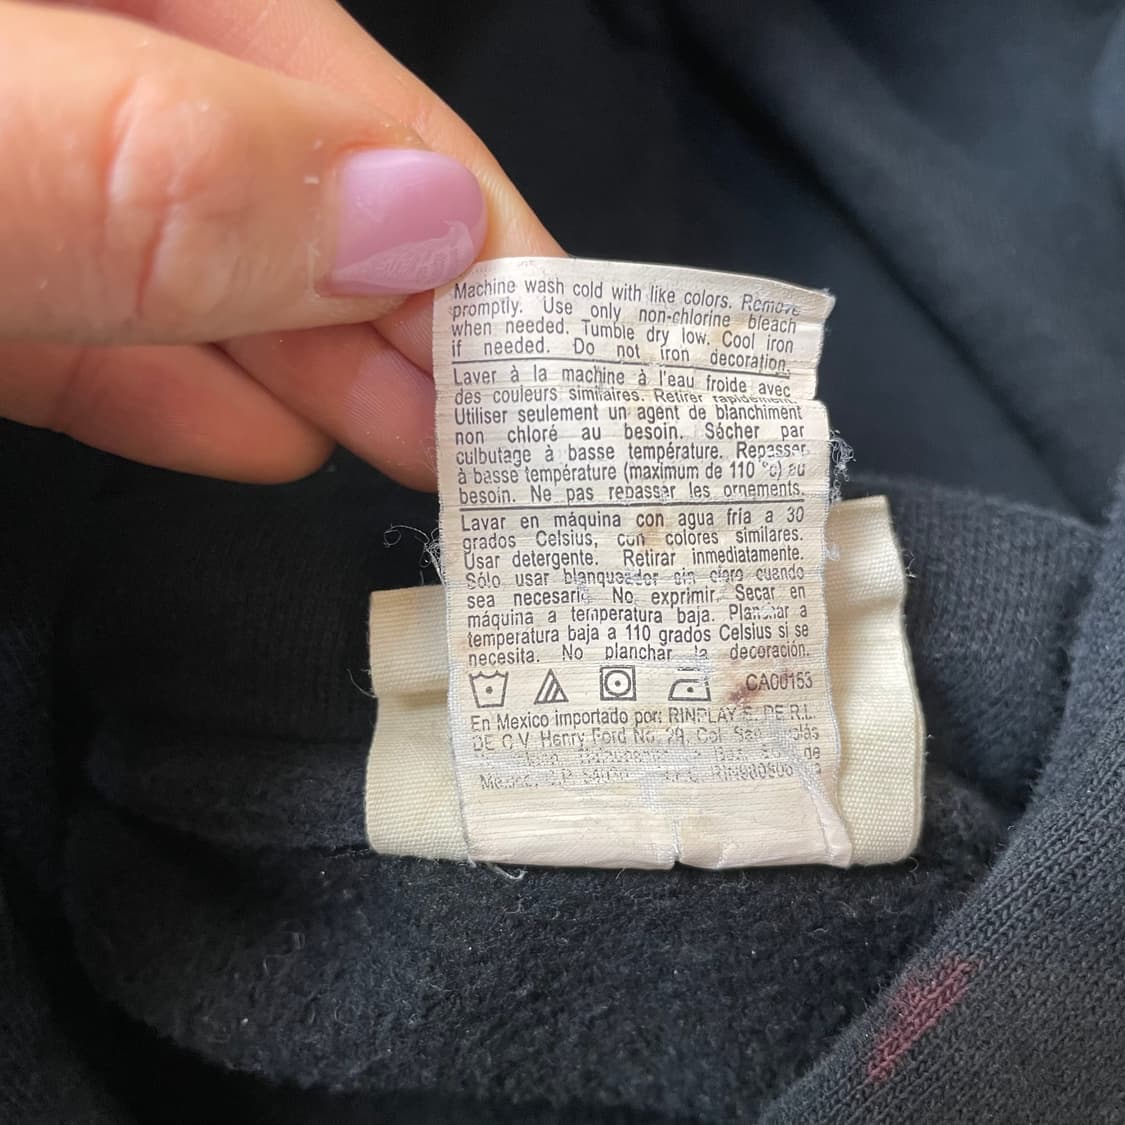 Machine wash cold with like colors. Remove
promptly. Use only non-chlorine bleach
when needed. Tumble dry low. Cool iron
if needed. Do not iron decoration.
Laver à la machine à l'eau froide avec
des couleurs similaires. Retirer rapidement.
Utiliser seulement un agent de blanchiment
non chloré au besoin. Sécher par
culbutage à basse température. Repasser
à basse température (maximum de 110 °c) au
besoin. Ne pas repasser les ornements.
Lavar en máquina con agua fria a 30
grados Celsius, con colores similares.
Usar detergente. Retirar inmediatamente.
Sólo usar blanqueador sin cloro cuando
sea necesario. No exprimir. Secar en
máquina a temperatura baja. Planchar a
temperatura baja a 110 grados Celsius si se
necesita. No planchar la decoración.
CA00153
En Mexico importado por: RINPLAY S. DE R.L.
DE C.V. Henry Ford No. 29, Col. San
de